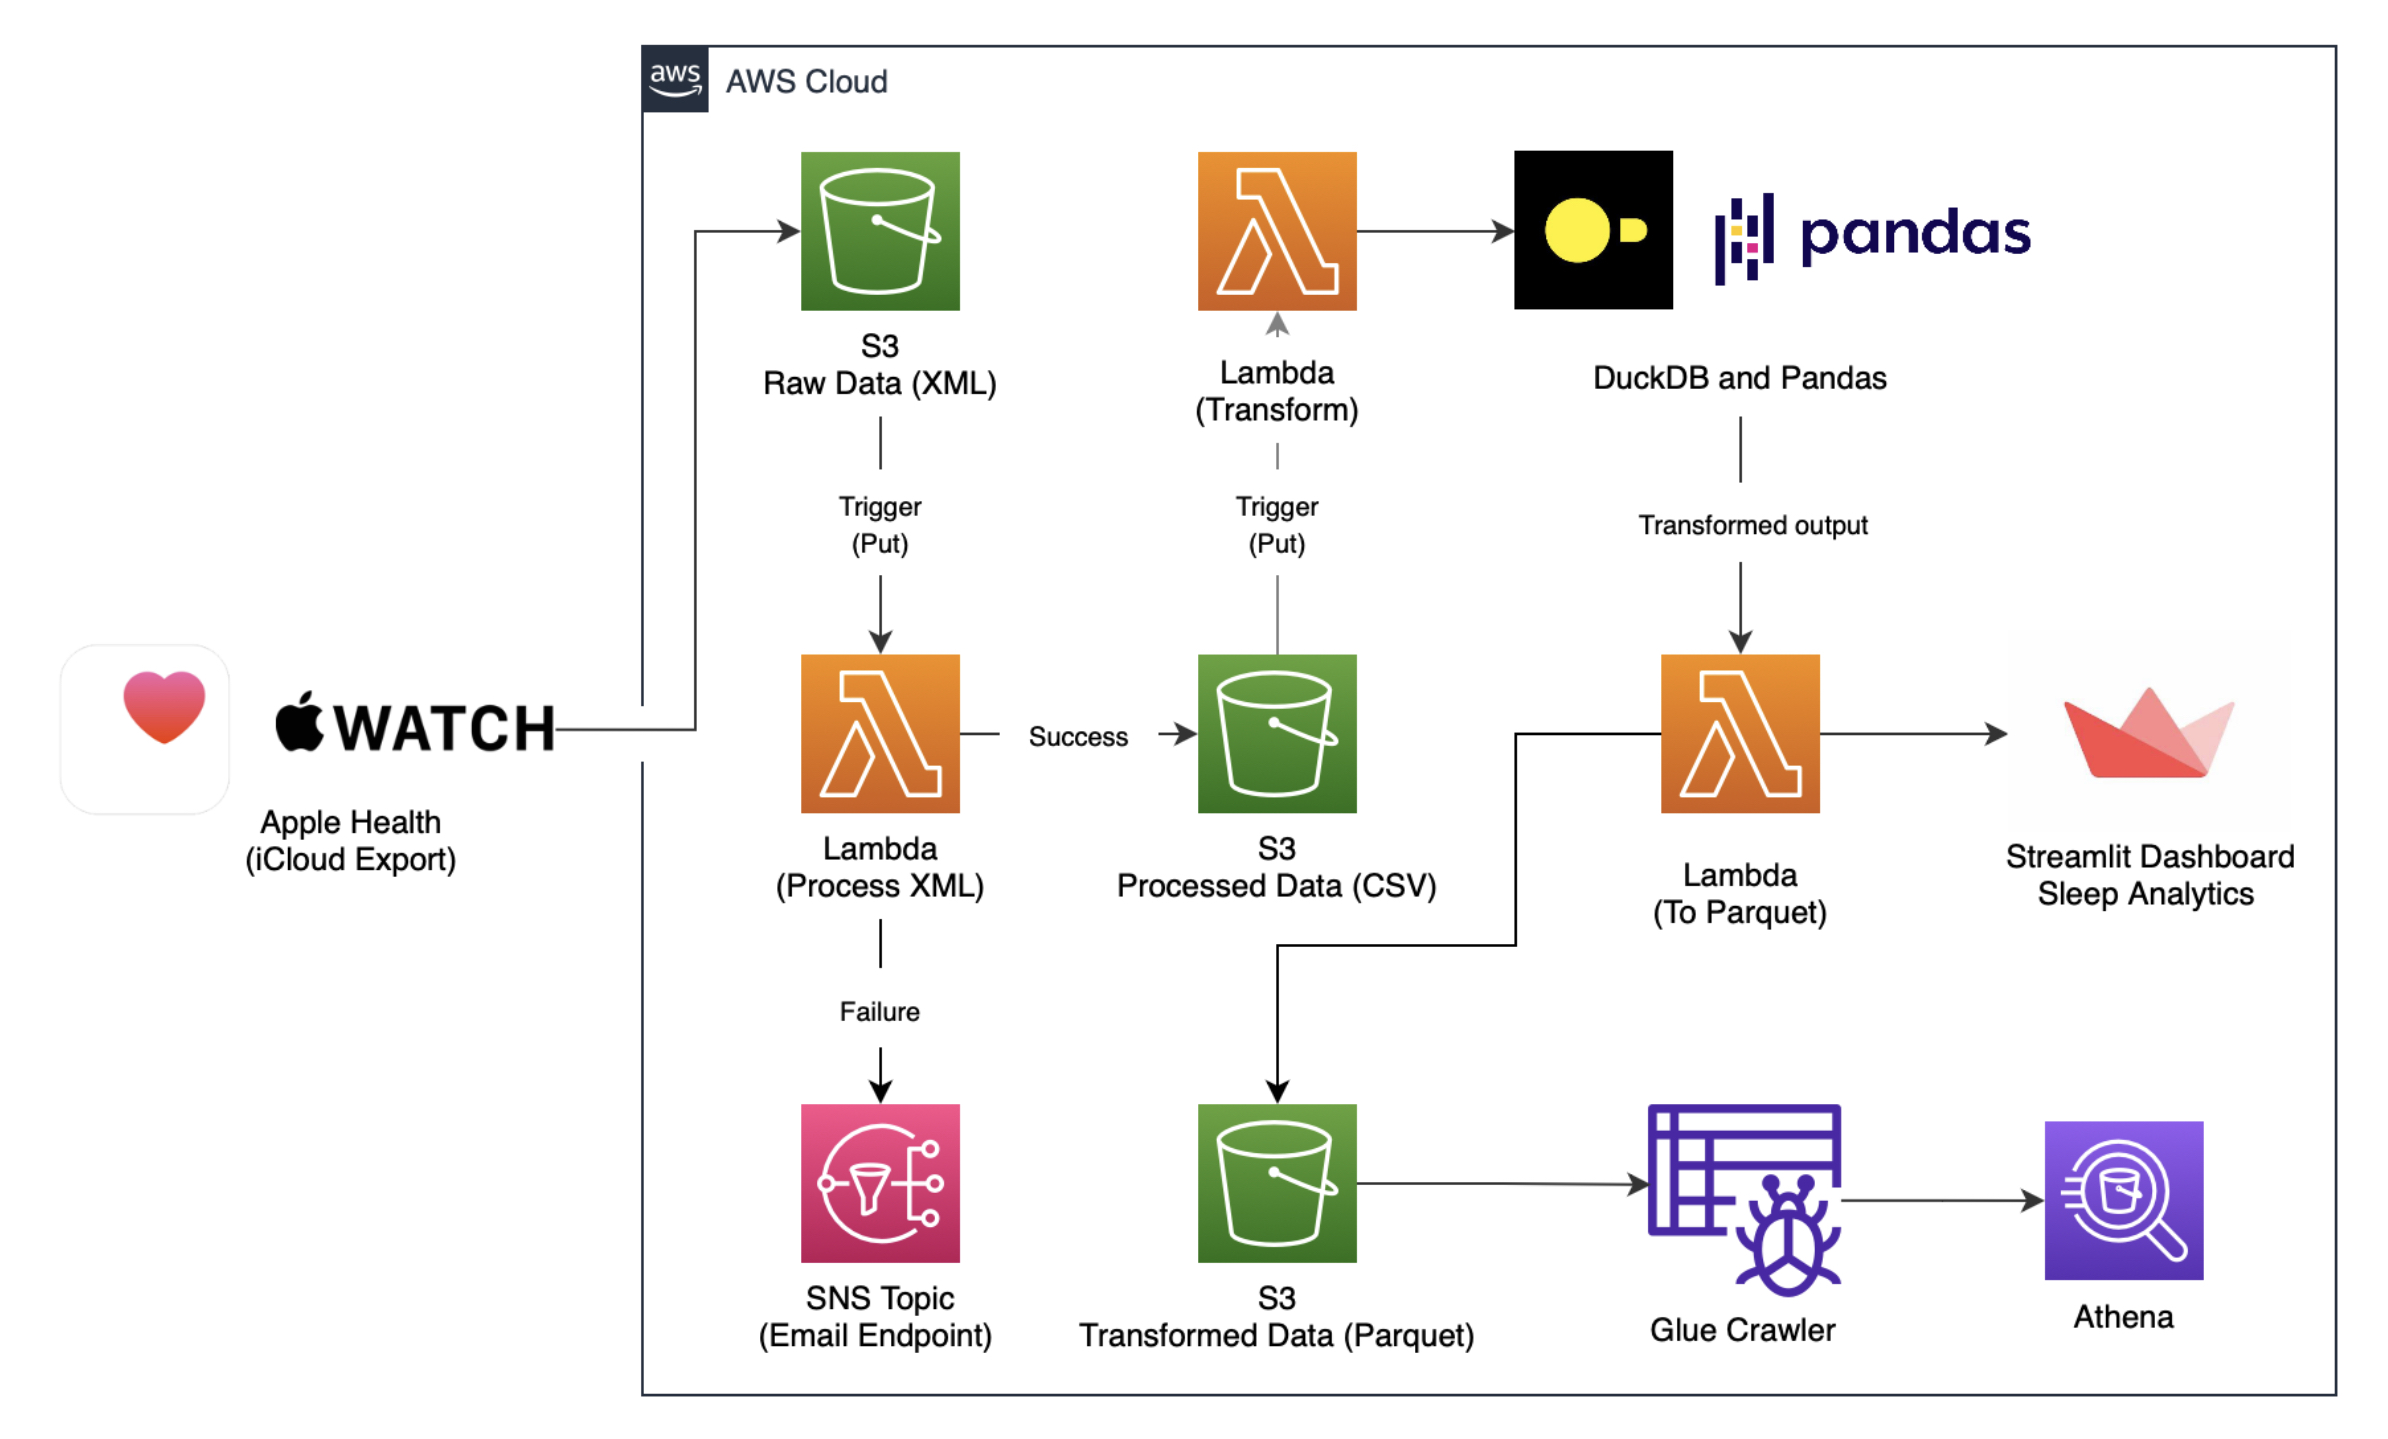 aws
AWS Cloud
pandas
S3
Raw Data (XML)
Lambda
(Transform)
DuckDB and Pandas
Trigger
(Put)
Trigger
(Put)
Transformed output
WATCH
Success
Apple Health
(iCloud Export)
Lambda
(Process XML)
S3
Processed Data (CSV)
Lambda
(To Parquet)
Streamlit Dashboard
Sleep Analytics
Failure
SNS Topic
(Email Endpoint)
S3
Transformed Data (Parquet)
Glue Crawler
Athena